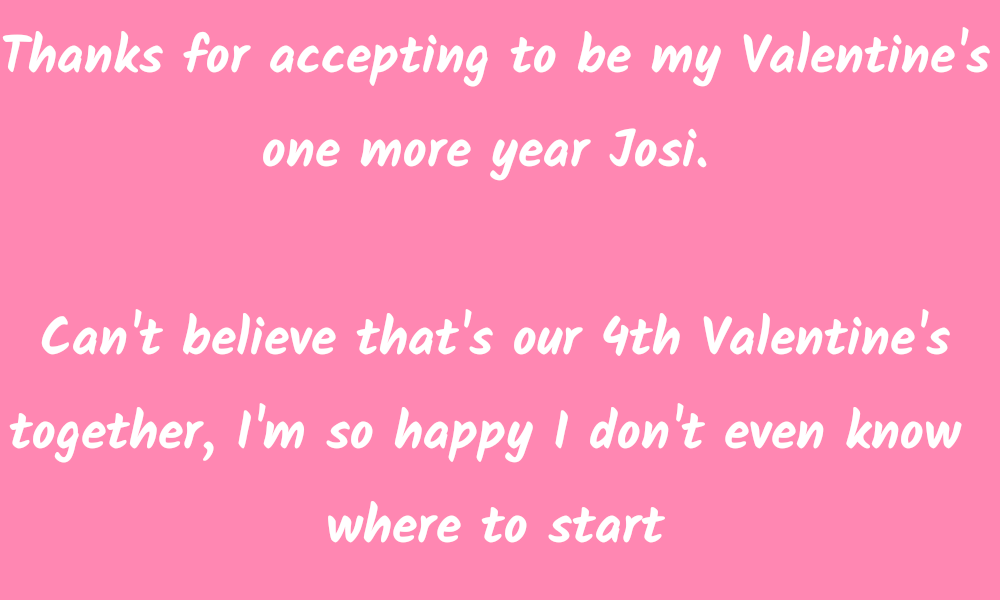 Thanks for accepting to be my Valentine's
one more year Josi.
Can't believe that's our 4th Valentine's
together, I'm so happy I don't even know
where to start